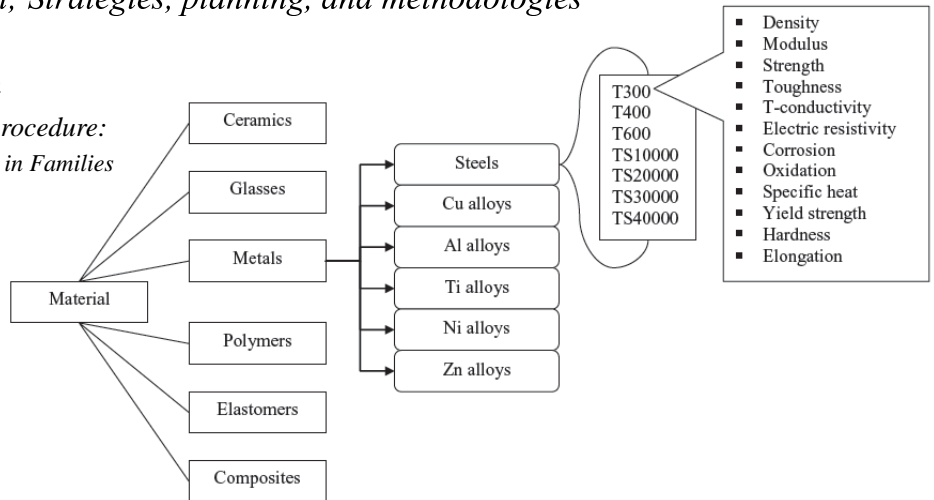 Strategies, planning, and methodologies
rocedure:
in Families
Material
Ceramics
Glasses
Metals
Polymers
Elastomers
Composites
Steels
Cu alloys
Al alloys
Ti alloys
Ni alloys
Zn alloys
T300
T400
T600
TS10000
TS20000
TS30000
TS40000
▪ Density
▪ Modulus
▪ Strength
▪ Toughness
▪ T-conductivity
▪ Electric resistivity
▪ Corrosion
▪ Oxidation
▪ Specific heat
▪ Yield strength
▪ Hardness
▪ Elongation